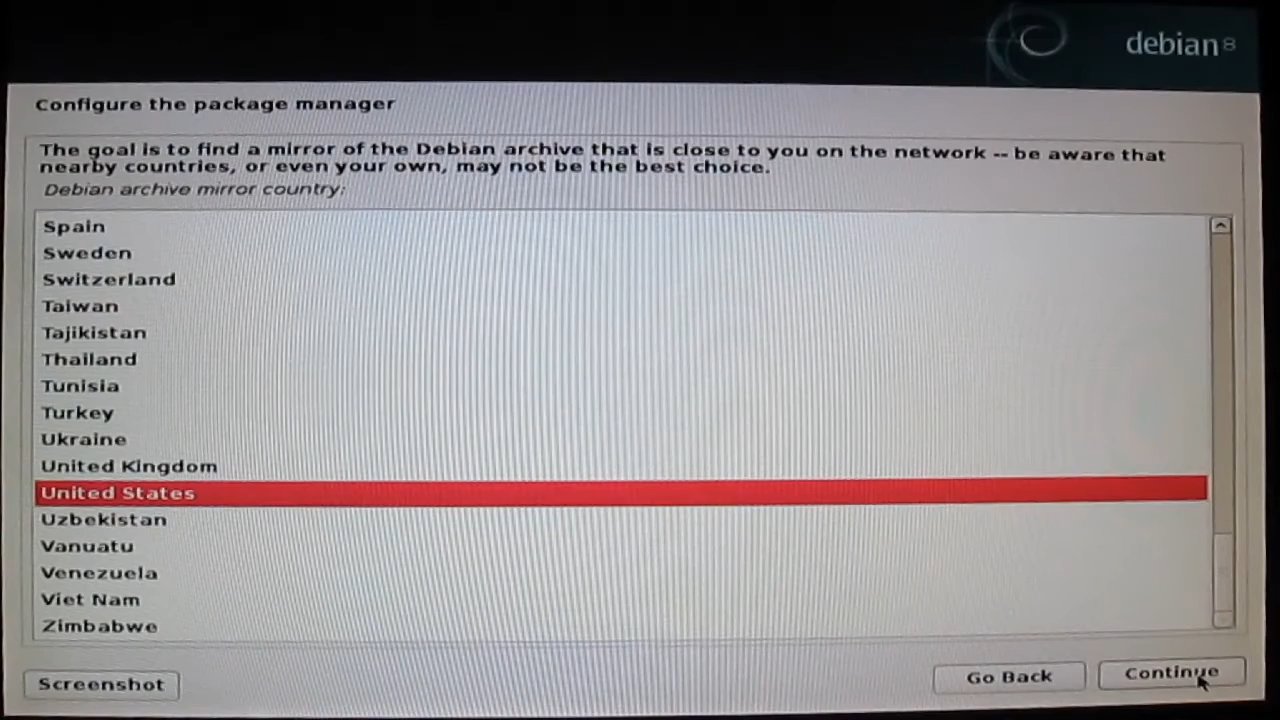 debian 8
Configure the package manager
The goal is to find a mirror of the Debian archive that is close to you on the network -- be aware that
nearby countries, or even your own, may not be the best choice.
Debian archive mirror country:
Spain
Sweden
Switzerland
Taiwan
Tajikistan
Thailand
Tunisia
Turkey
Ukraine
United Kingdom
United States
Uzbekistan
Vanuatu
Venezuela
Viet Nam
Zimbabwe
Screenshot
Go Back
Continue